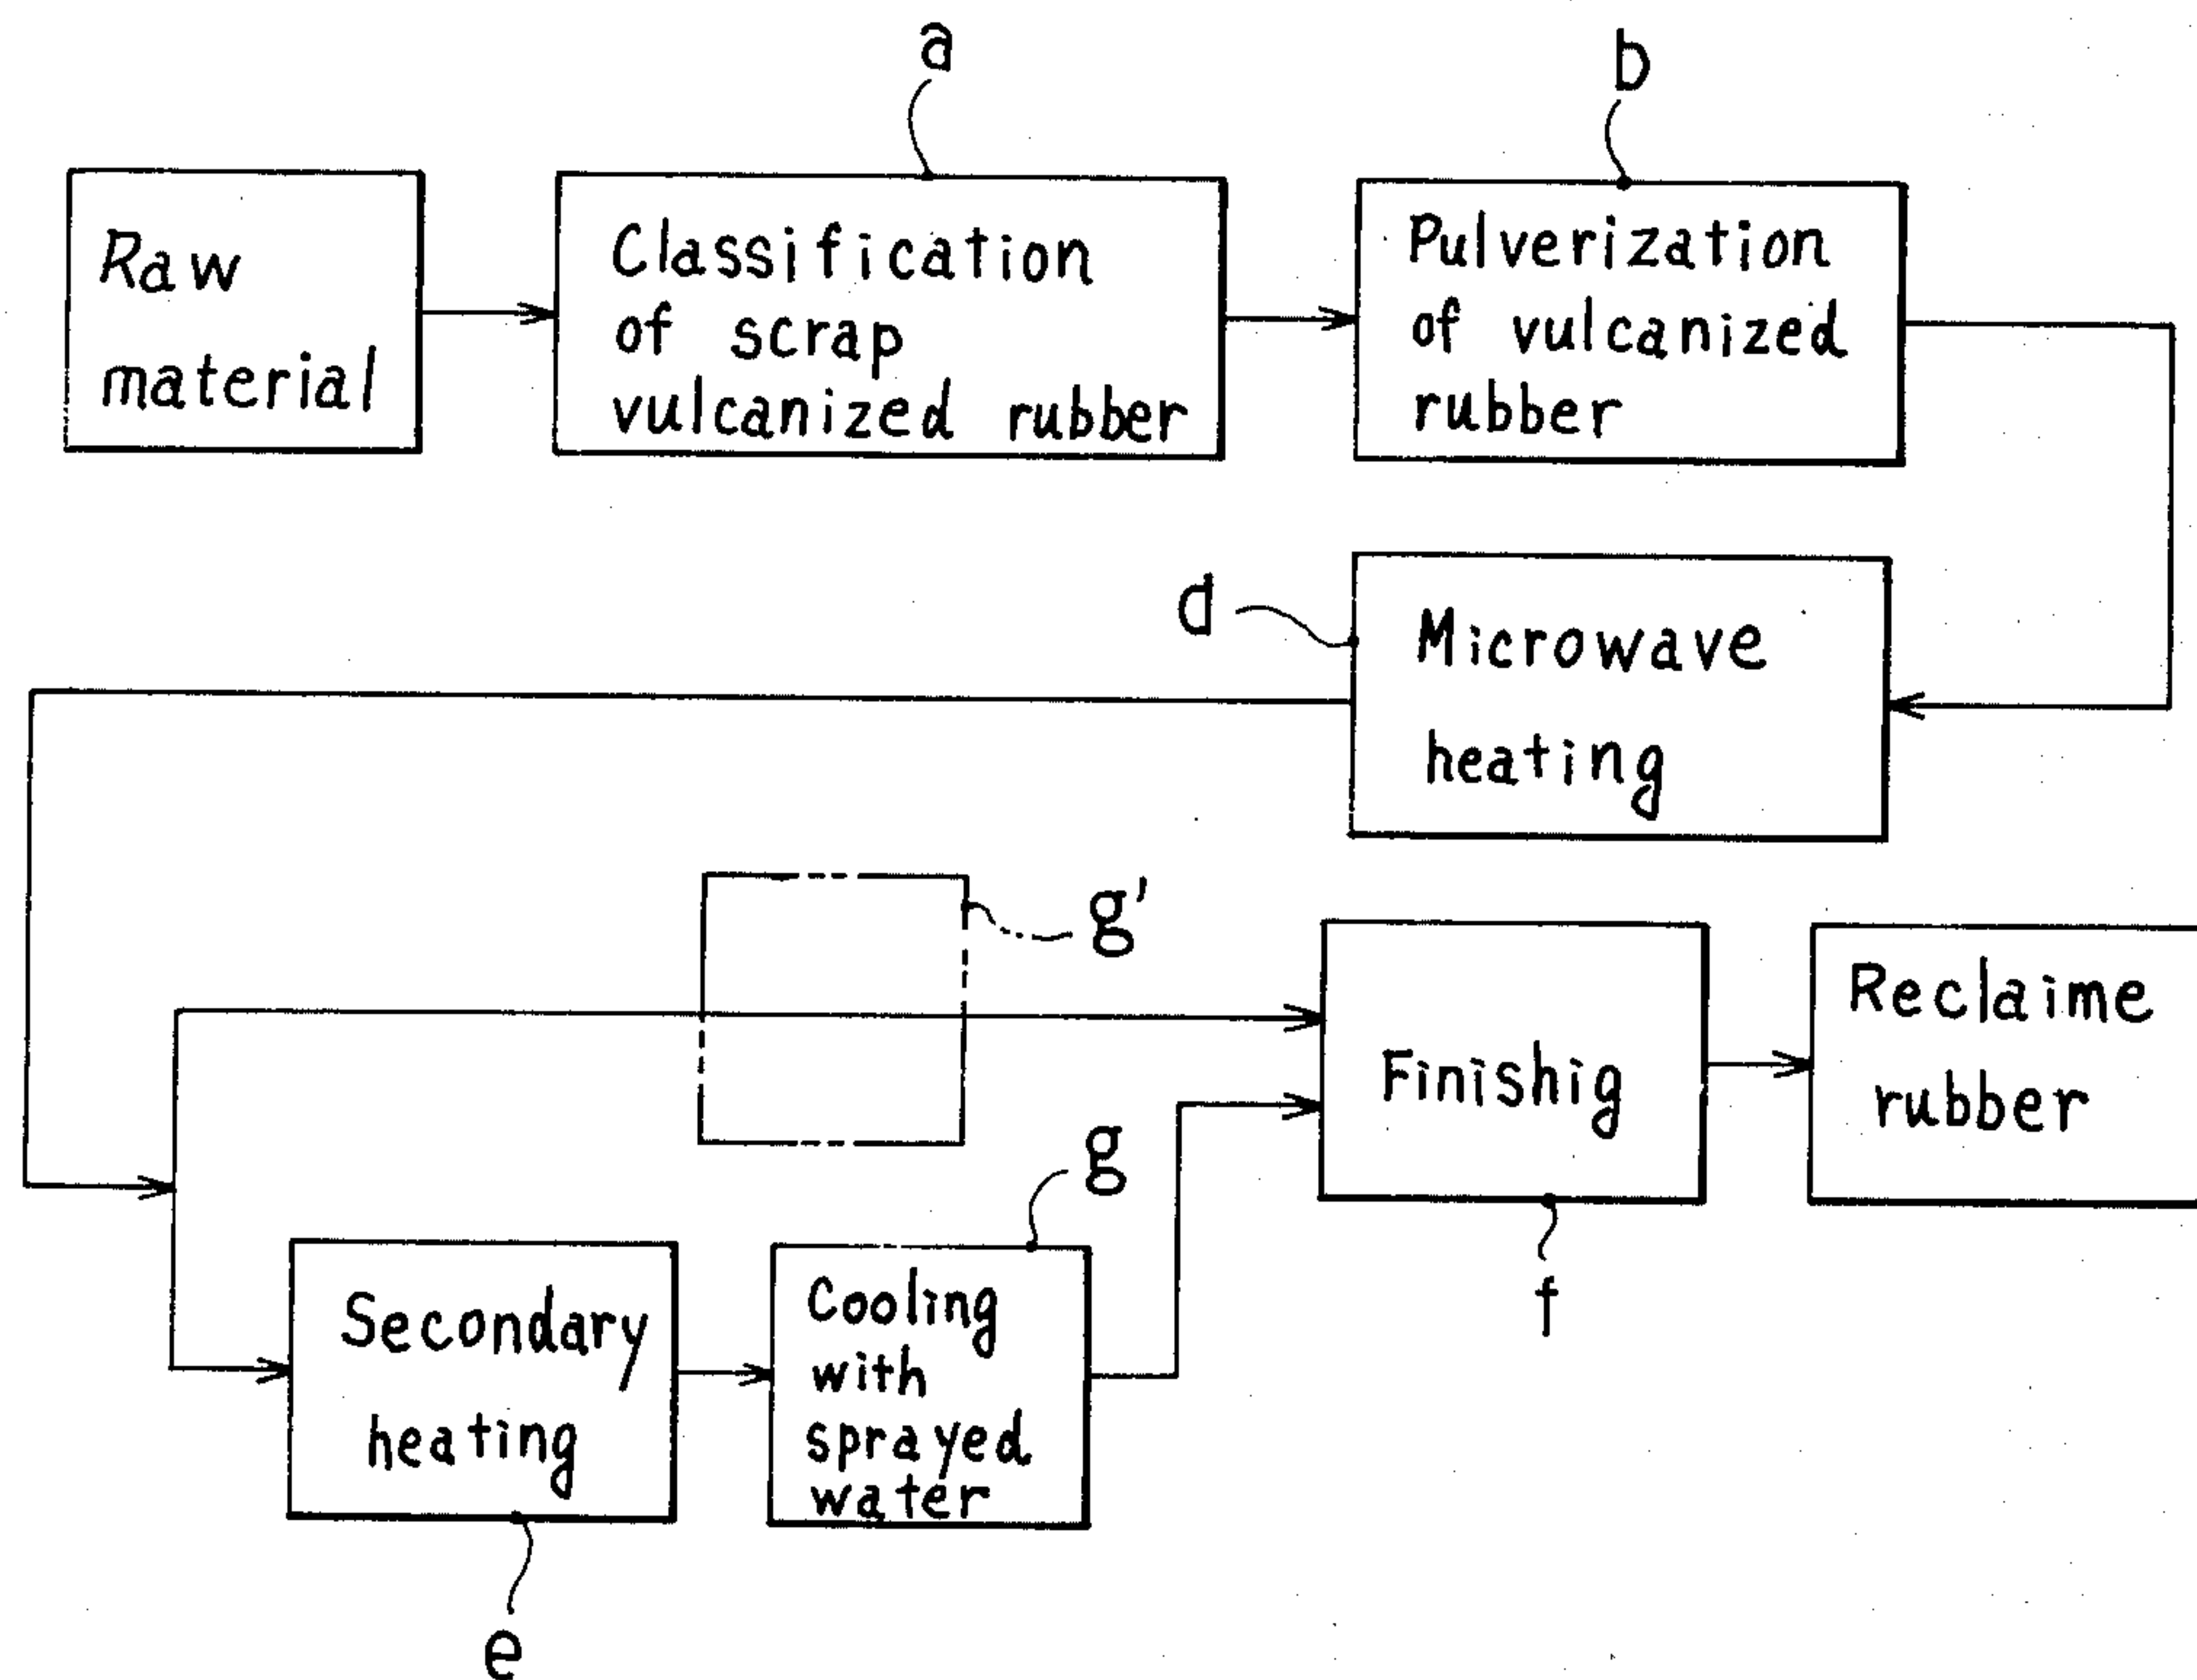 a
b
Raw
material
Classification
of scrap
vulcanized rubber
Pulverization
of vulcanized
rubber
d
Microwave
heating
g'
Finishig
Reclaime
rubber
g
f
Secondary
heating
Cooling
with
sprayed
water
e